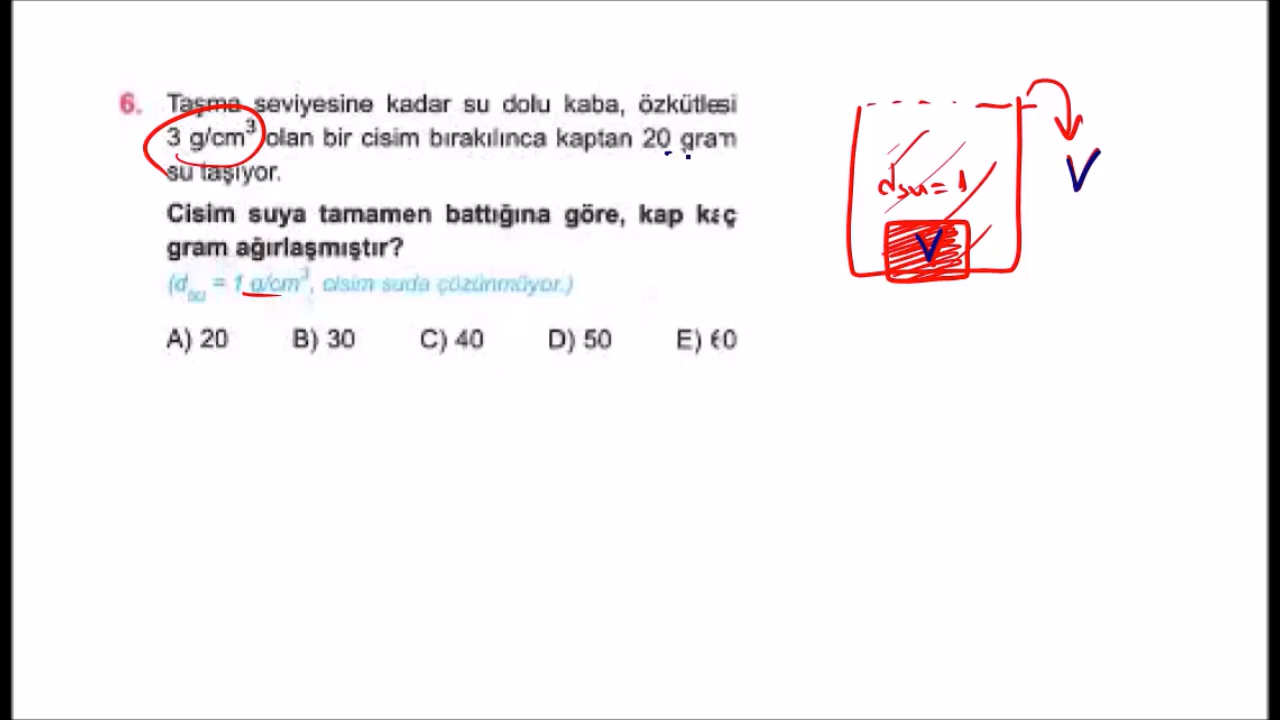 6. Taşma seviyesine kadar su dolu kaba, özkütlesi
3 g/cm³ olan bir cisim bırakılınca kaptan 20 gram
su taşıyor.
Cisim suya tamamen battığına göre, kap kaç
gram ağırlaşmıştır?
(dsu = 1 g/cm³, cisim suda çözünmüyor.)
A) 20 B) 30 C) 40 D) 50 E) 60
dsu = 1
V
V